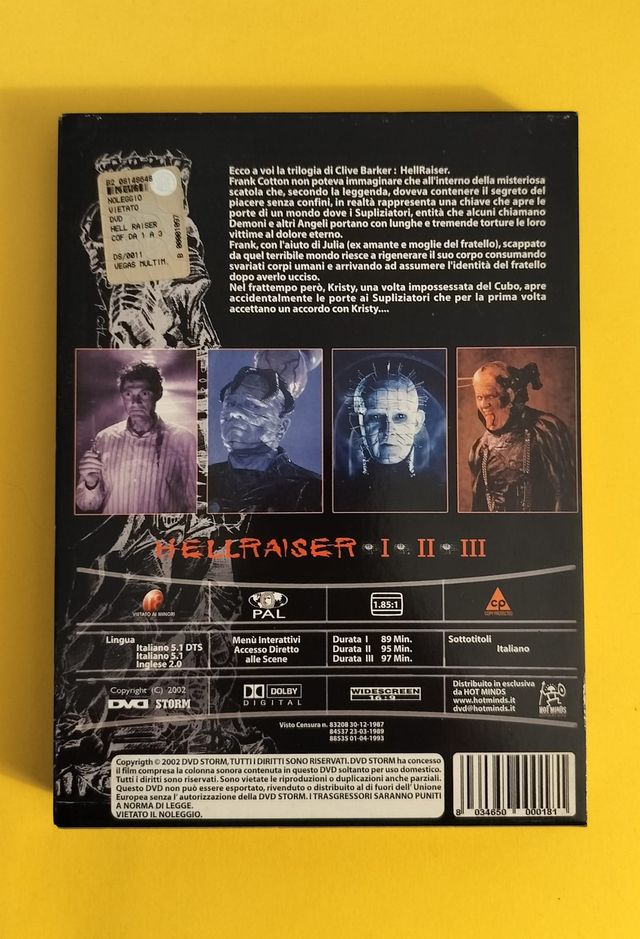 Ecco a voi la trilogia di Clive Barker : HellRaiser.
Frank Cotton non poteva immaginare che all'interno della misteriosa
scatola che, secondo la leggenda, doveva contenere il segreto del
piacere senza confini, in realtà rappresenta una chiave che apre le
porte di un mondo dove i Supliziatori, entità che alcuni chiamano
Demoni e altri Angeli portano con lunghe e tremende torture le loro
vittime al dolore eterno.
Frank, con l'aiuto di Julia (ex amante e moglie del fratello), scappato
da quel terribile mondo riesce a rigenerare il suo corpo consumando
svariati corpi umani e arrivando ad assumere l'identità del fratello
dopo averlo ucciso.
Nel frattempo però, Kristy, una volta impossessata del Cubo, apre
accidentalmente le porte ai Supliziatori che per la prima volta
accettano un accordo con Kristy....
NOLEGGIO
VIETATO
DVD
HELL RAISER
COF DA 1 A 3
DS/0011
VEGAS MULTIM.
HELLRAISER I II III
VIETATO AI MINORI
PAL
1.85:1
CP
COPY PROTECTED
Lingua
Italiano 5.1 DTS
Italiano 5.1
Inglese 2.0
Menù Interattivi
Accesso Diretto
alle Scene
Durata I 89 Min.
Durata II 95 Min.
Durata III 97 Min.
Sottotitoli
Italiano
Copyright (C) 2002
DVD STORM
DOLBY
DIGITAL
WIDESCREEN
16:9
Distribuito in esclusiva
da HOT MINDS
www.hotminds.it
dvd@hotminds.it
HOT MINDS
Visto Censura n. 83208 30-12-1987
84537 23-03-1989
88535 01-04-1993
Copyrigth © 2002 DVD STORM, TUTTI I DIRITTI SONO RISERVATI. DVD STORM ha concesso
il film compresa la colonna sonora contenuta in questo DVD soltanto per uso domestico.
Tutti i diritti sono riservati. Sono vietate le riproduzioni o duplicazioni anche parziali.
Questo DVD non può essere esportato, rivenduto o distribuito al di fuori dell' Unione
Europea senza l' autorizzazione della DVD STORM. I TRASGRESSORI SARANNO PUNITI
A NORMA DI LEGGE.
VIETATO IL NOLEGGIO.
8 034650 000181